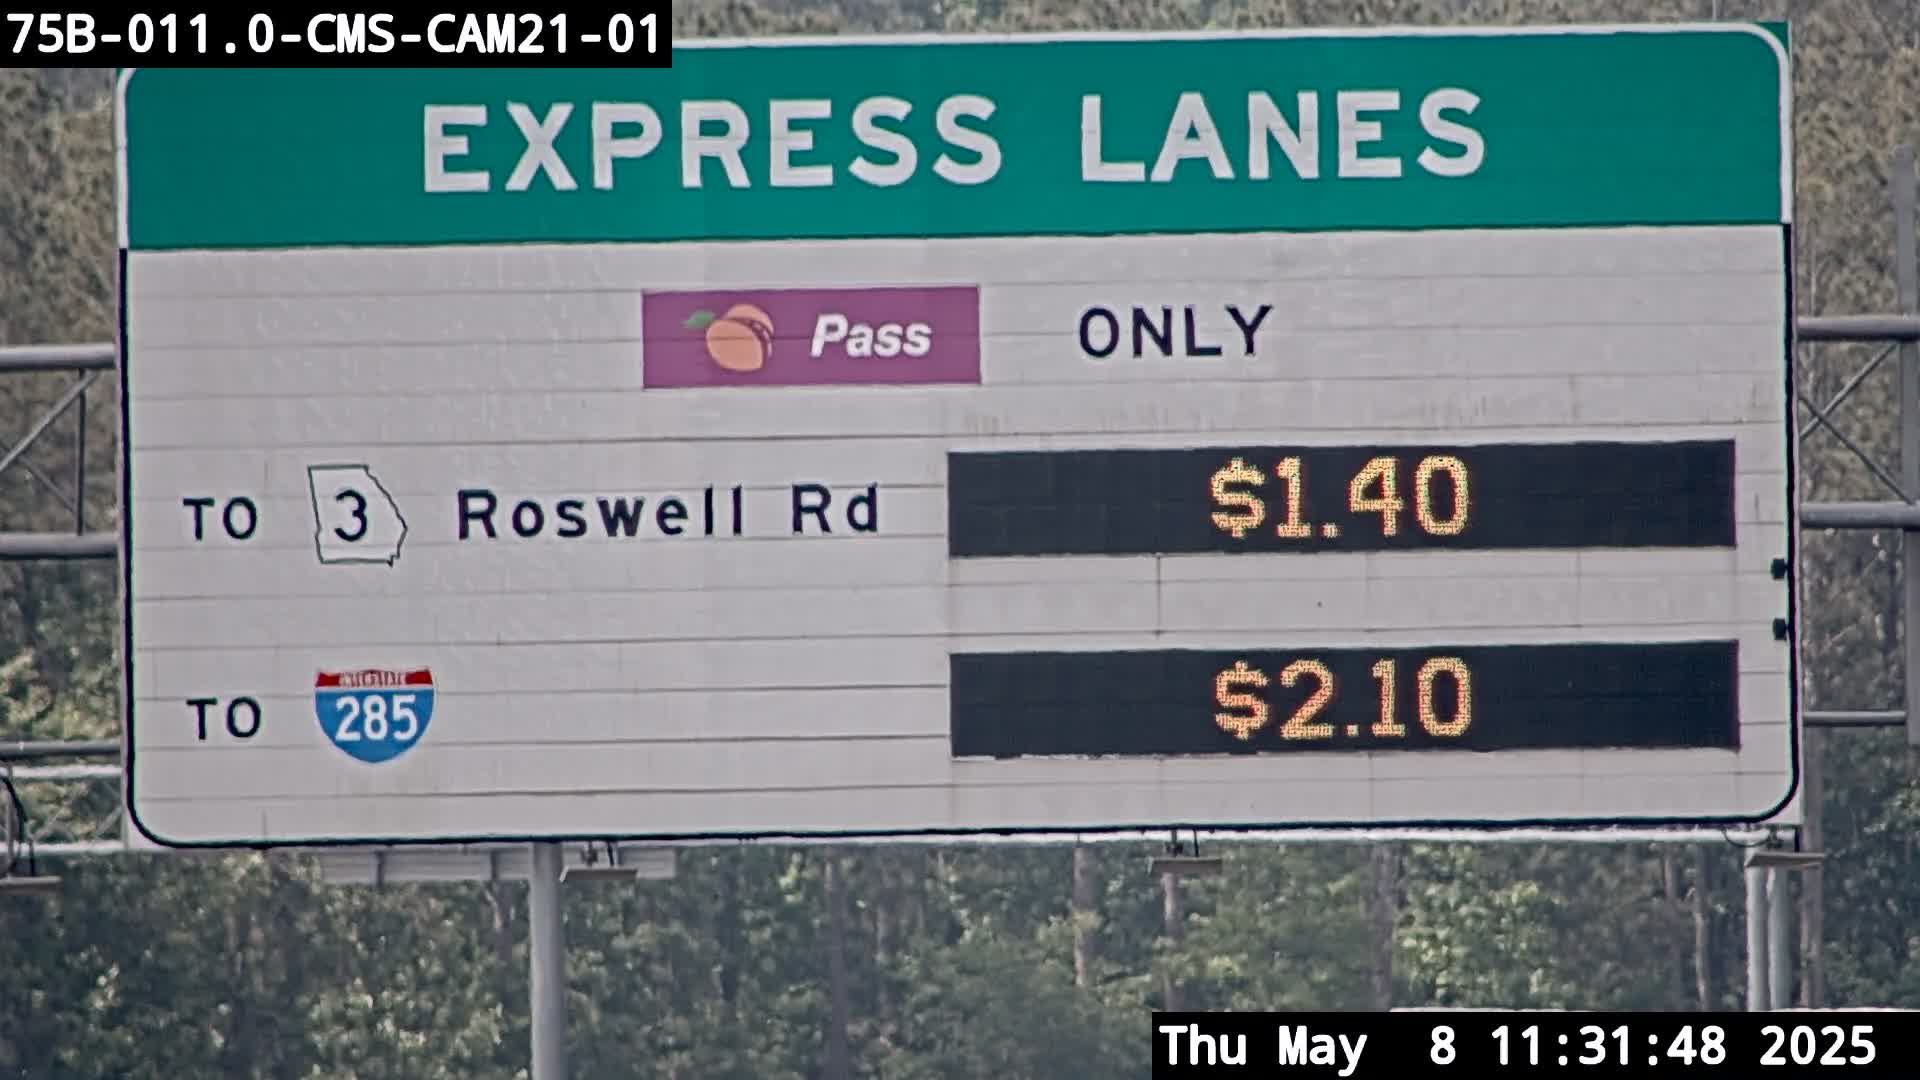 75B-011.0-CMS-CAM21-01
EXPRESS LANES
Pass ONLY
TO 3 Roswell Rd $1.40
INTERSTATE
TO 285 $2.10
Thu May 8 11:31:48 2025